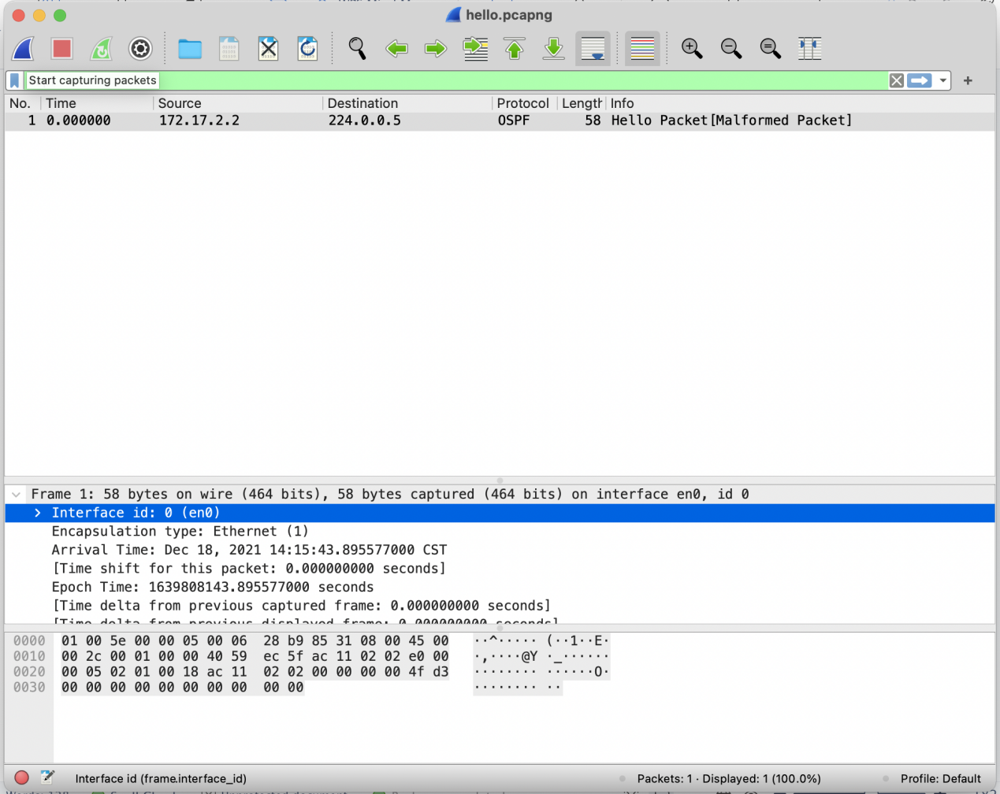 hello.pcapng
Start capturing packets
+
No. Time Source Destination Protocol Length Info
1 0.000000 172.17.2.2 224.0.0.5 OSPF 58 Hello Packet[Malformed Packet]
Frame 1: 58 bytes on wire (464 bits), 58 bytes captured (464 bits) on interface en0, id 0
Interface id: 0 (en0)
Encapsulation type: Ethernet (1)
Arrival Time: Dec 18, 2021 14:15:43.895577000 CST
[Time shift for this packet: 0.000000000 seconds]
Epoch Time: 1639808143.895577000 seconds
[Time delta from previous captured frame: 0.000000000 seconds]
[Time delta from previous displayed frame: 0.000000000 seconds]
0000 01 00 5e 00 00 05 00 06 28 b9 85 31 08 00 45 00 ··^····· (··1··E·
0010 00 2c 00 01 00 00 40 59 ec 5f ac 11 02 02 e0 00 ·,····@Y ·_······
0020 00 05 02 01 00 18 ac 11 02 02 00 00 00 00 4f d3 ········ ······O·
0030 00 00 00 00 00 00 00 00 00 00 ········ ··
Interface id (frame.interface_id) Packets: 1 · Displayed: 1 (100.0%) Profile: Default